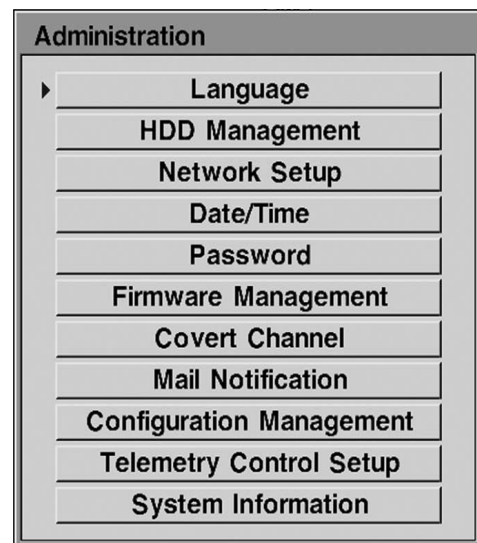 Administration
Language
HDD Management
Network Setup
Date/Time
Password
Firmware Management
Covert Channel
Mail Notification
Configuration Management
Telemetry Control Setup
System Information